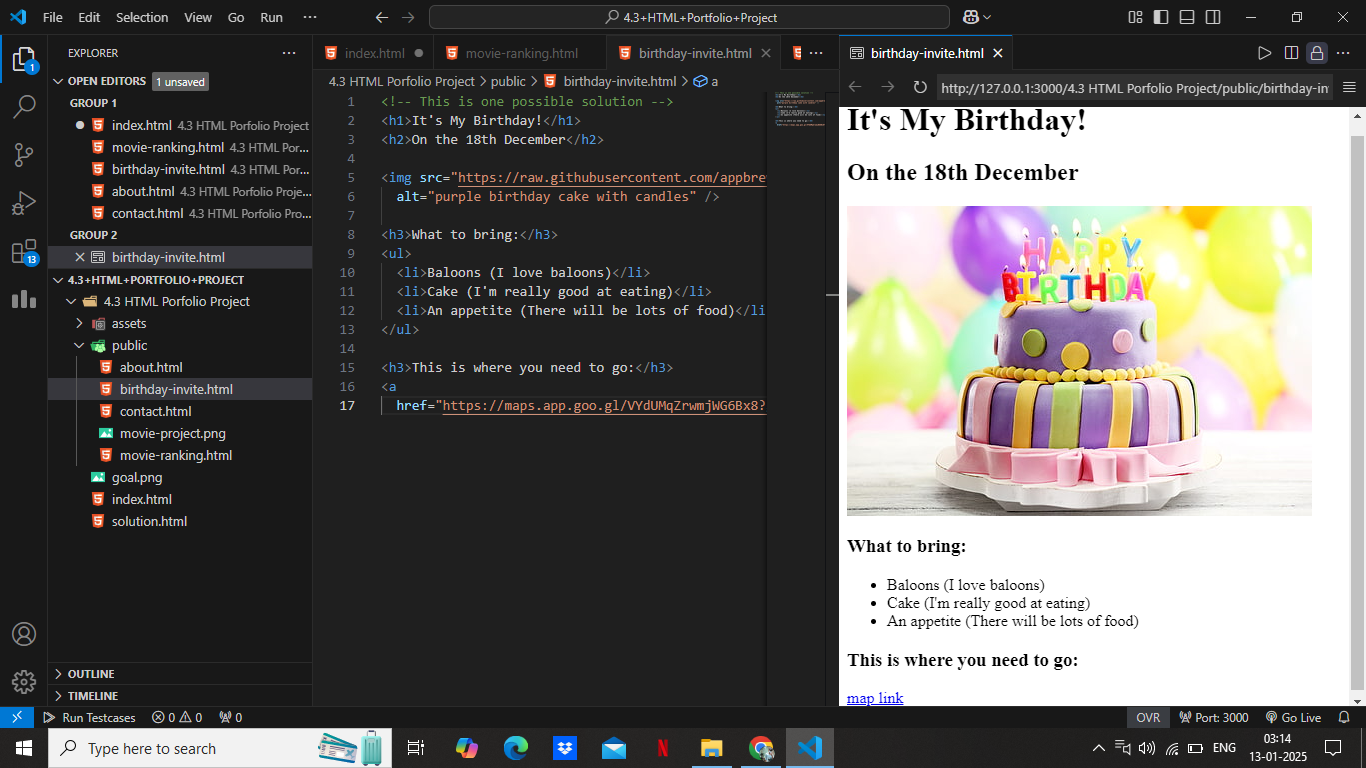 File Edit Selection View Go Run ···
4.3+HTML+Portfolio+Project
EXPLORER
OPEN EDITORS 1 unsaved
GROUP 1
index.html 4.3 HTML Porfolio Project
movie-ranking.html 4.3 HTML Por...
birthday-invite.html 4.3 HTML Po...
about.html 4.3 HTML Porfolio Proje...
contact.html 4.3 HTML Porfolio Pro...
GROUP 2
birthday-invite.html
4.3+HTML+PORTFOLIO+PROJECT
4.3 HTML Porfolio Project
assets
public
about.html
birthday-invite.html
contact.html
movie-project.png
movie-ranking.html
goal.png
index.html
solution.html
OUTLINE
TIMELINE
1
13
index.html
movie-ranking.html
birthday-invite.html
4.3 HTML Porfolio Project > public > birthday-invite.html > a
1 <!-- This is one possible solution -->
2 <h1>It's My Birthday!</h1>
3 <h2>On the 18th December</h2>
4
5 <img src="https://raw.githubusercontent.com/appbre
6 alt="purple birthday cake with candles" />
7
8 <h3>What to bring:</h3>
9 <ul>
10 <li>Baloons (I love baloons)</li>
11 <li>Cake (I'm really good at eating)</li>
12 <li>An appetite (There will be lots of food)</li
13 </ul>
14
15 <h3>This is where you need to go:</h3>
16 <a
17 href="https://maps.app.goo.gl/VYdUMqZrwmjWG6Bx8?
birthday-invite.html
http://127.0.0.1:3000/4.3 HTML Porfolio Project/public/birthday-in
It's My Birthday!
On the 18th December
HAPPY
BIRTHDAY
What to bring:
• Baloons (I love baloons)
• Cake (I'm really good at eating)
• An appetite (There will be lots of food)
This is where you need to go:
map link
Run Testcases 0 0 0
OVR Port: 3000 Go Live
Type here to search
N
ENG
03:14
13-01-2025